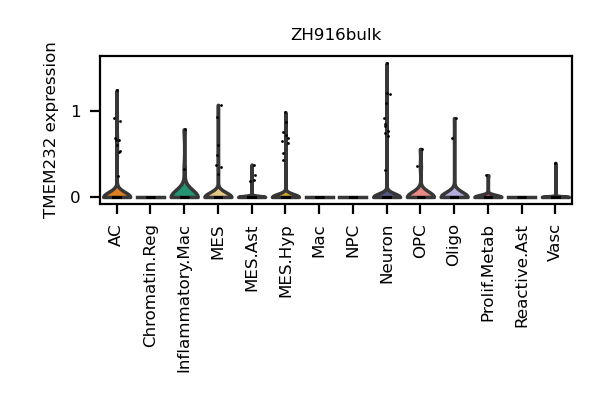 ZH916bulk
TMEM232 expression
1
0
AC
Chromatin.Reg
Inflammatory.Mac
MES
MES.Ast
MES.Hyp
Mac
NPC
Neuron
OPC
Oligo
Prolif.Metab
Reactive.Ast
Vasc